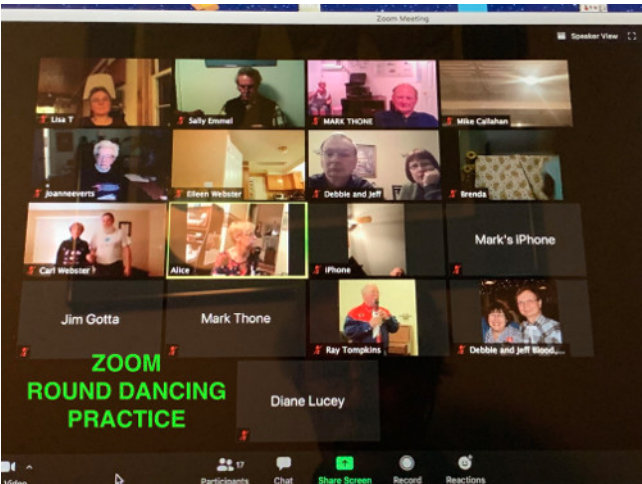 Zoom Meeting
Speaker View
Lisa T
Sally Emmel
MARK THONE
Mike Callahan
Joanneeverts
Eileen Webster
Debbie and Jeff
Brenda
Carl Webster
Alice
iPhone
Mark's iPhone
Jim Gotta
Mark Thone
Ray Tompkins
Debbie and Jeff Blood,...
Diane Lucey
ZOOM
ROUND DANCING
PRACTICE
Video
17
Participants
Chat
Share Screen
Record
Reactions